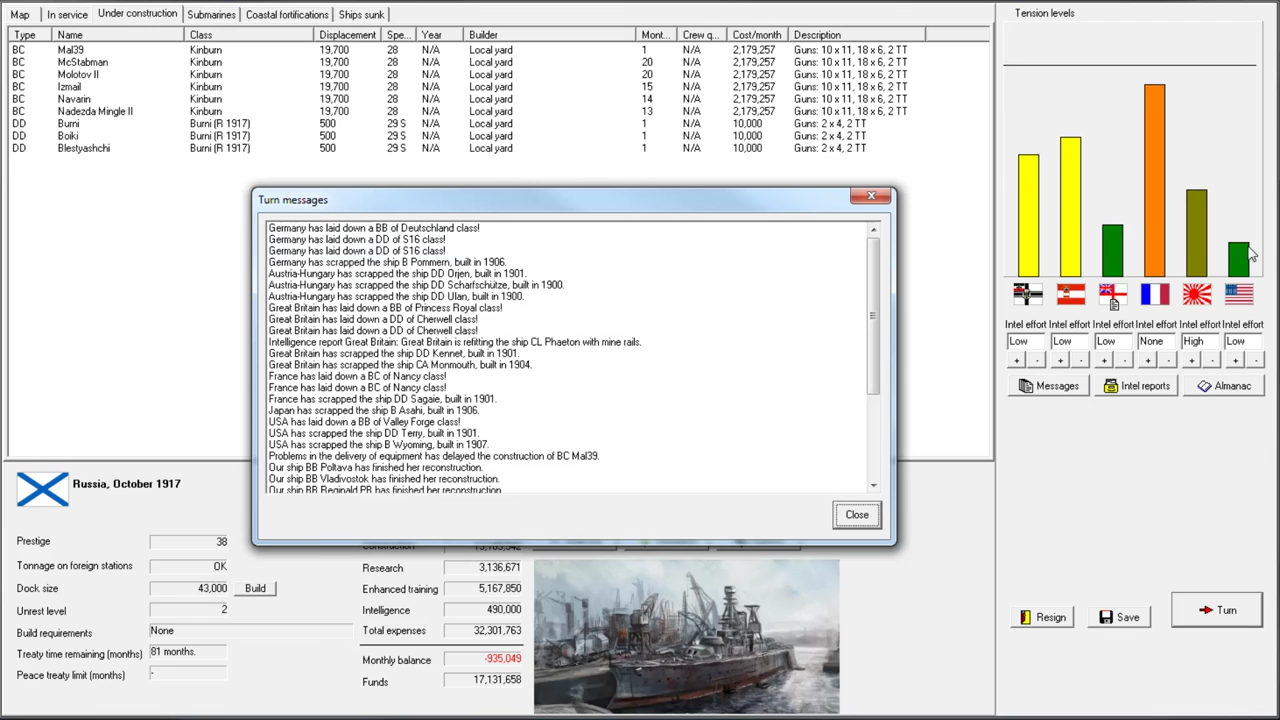 Map In service Under construction Submarines Coastal fortifications Ships sunk
Type Name Class Displacement Spe... Year Builder Mont... Crew q... Cost/month Description
BC Mal39 Kinburn 19,700 28 N/A Local yard 1 N/A 2,179,257 Guns: 10 x 11, 18 x 6, 2 TT
BC McStabman Kinburn 19,700 28 N/A Local yard 20 N/A 2,179,257 Guns: 10 x 11, 18 x 6, 2 TT
BC Molotov II Kinburn 19,700 28 N/A Local yard 20 N/A 2,179,257 Guns: 10 x 11, 18 x 6, 2 TT
BC Izmail Kinburn 19,700 28 N/A Local yard 15 N/A 2,179,257 Guns: 10 x 11, 18 x 6, 2 TT
BC Navarin Kinburn 19,700 28 N/A Local yard 14 N/A 2,179,257 Guns: 10 x 11, 18 x 6, 2 TT
BC Nadezda Mingle II Kinburn 19,700 28 N/A Local yard 13 N/A 2,179,257 Guns: 10 x 11, 18 x 6, 2 TT
DD Burni Burni (R 1917) 500 29 S N/A Local yard 1 N/A 10,000 Guns: 2 x 4, 2 TT
DD Boiki Burni (R 1917) 500 29 S N/A Local yard 1 N/A 10,000 Guns: 2 x 4, 2 TT
DD Blestyashchi Burni (R 1917) 500 29 S N/A Local yard 1 N/A 10,000 Guns: 2 x 4, 2 TT
Turn messages
Germany has laid down a BB of Deutschland class!
Germany has laid down a DD of S16 class!
Germany has laid down a DD of S16 class!
Germany has scrapped the ship B Pommern, built in 1906.
Austria-Hungary has scrapped the ship DD Orjen, built in 1901.
Austria-Hungary has scrapped the ship DD Scharfschütze, built in 1900.
Austria-Hungary has scrapped the ship DD Ulan, built in 1900.
Great Britain has laid down a BB of Princess Royal class!
Great Britain has laid down a DD of Cherwell class!
Great Britain has laid down a DD of Cherwell class!
Intelligence report Great Britain: Great Britain is refitting the ship CL Phaeton with mine rails.
Great Britain has scrapped the ship DD Kennet, built in 1901.
Great Britain has scrapped the ship CA Monmouth, built in 1904.
France has laid down a BC of Nancy class!
France has laid down a BC of Nancy class!
France has scrapped the ship DD Sagaie, built in 1901.
Japan has scrapped the ship B Asahi, built in 1906.
USA has laid down a BB of Valley Forge class!
USA has scrapped the ship DD Terry, built in 1901.
USA has scrapped the ship B Wyoming, built in 1907.
Problems in the delivery of equipment has delayed the construction of BC Mal39.
Our ship BB Poltava has finished her reconstruction.
Our ship BB Vladivostok has finished her reconstruction.
Our ship BB Reginald PB has finished her reconstruction
Close
Tension levels
Intel effort Intel effort Intel effort Intel effort Intel effort Intel effort
Low Low Low None High Low
+ - + - + - + - + - + -
Messages Intel reports Almanac
Russia, October 1917
Prestige 38
Tonnage on foreign stations OK
Dock size 43,000 Build
Unrest level 2
Build requirements None
Treaty time remaining (months) 81 months.
Peace treaty limit (months) -
Research 3,136,671
Enhanced training 5,167,850
Intelligence 490,000
Total expenses 32,301,763
Monthly balance -935,049
Funds 17,131,658
Resign Save Turn